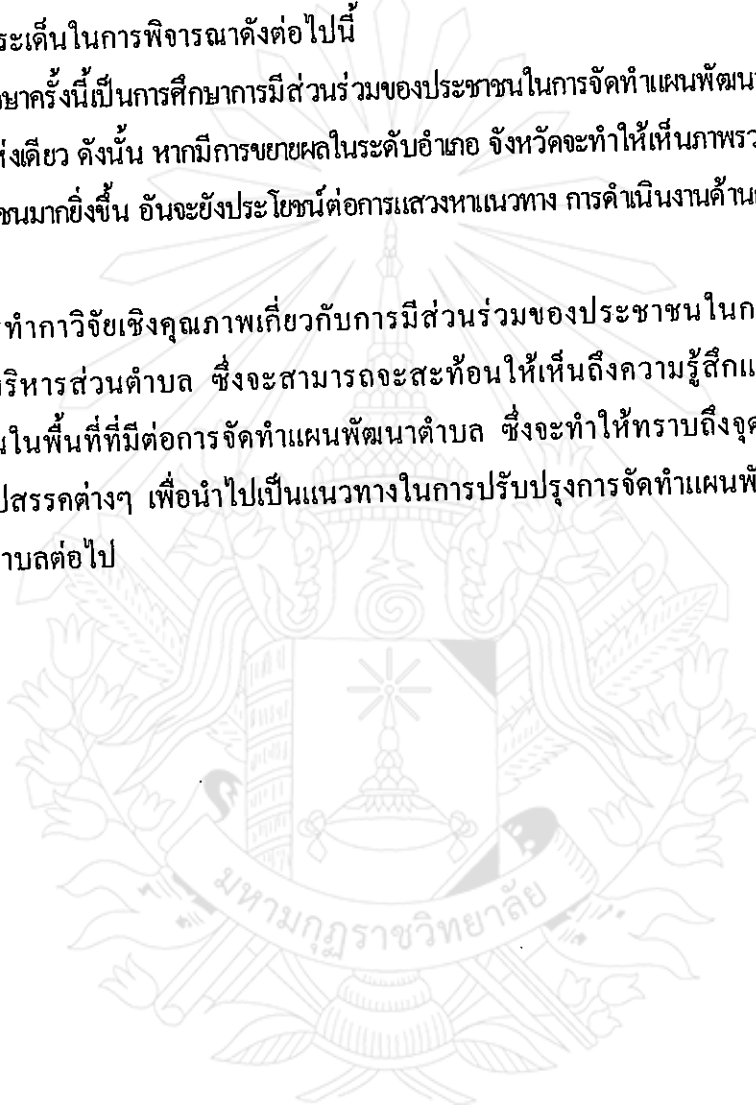 ระเด็นในการพิจารณาดังต่อไปนี้
ษาครั้งนี้เป็นการศึกษาการมีส่วนร่วมของประชาชนในการจัดทำแผนพัฒนา
ห่งเดียว ดังนั้น หากมีการขยายผลในระดับอำเภอ จังหวัดจะทำให้เห็นภาพรว
ชนมากยิ่งขึ้น อันจะยังประโยชน์ต่อการแสวงหาแนวทาง การดำเนินงานด้าน
ทำกาวิจัยเชิงคุณภาพเกี่ยวกับการมีส่วนร่วมของประชาชนในก
ริหารส่วนตำบล ซึ่งจะสามารถจะสะท้อนให้เห็นถึงความรู้สึกแ
นในพื้นที่ที่มีต่อการจัดทำแผนพัฒนาตำบล ซึ่งจะทำให้ทราบถึงจุด
ปสรรคต่างๆ เพื่อนำไปเป็นแนวทางในการปรับปรุงการจัดทำแผนพั
าบลต่อไป
มหามกุฏราชวิทยาลัย